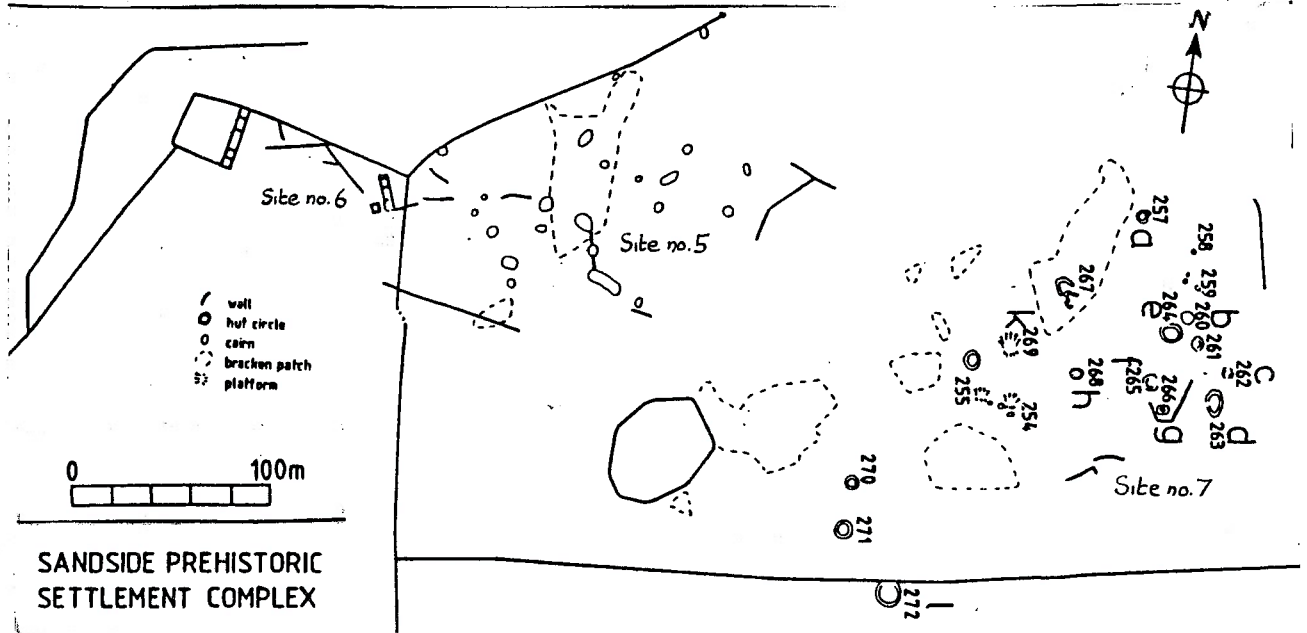 N
Site no. 6
Site no. 5
Site no. 7
257
a
258
259
b
260
261
264
e
267
k
269
c
262
f
265
266
g
d
263
268
h
255
254
270
271
272
l
wall
hut circle
cairn
bracken patch
platform
0 100m
SANDSIDE PREHISTORIC
SETTLEMENT COMPLEX